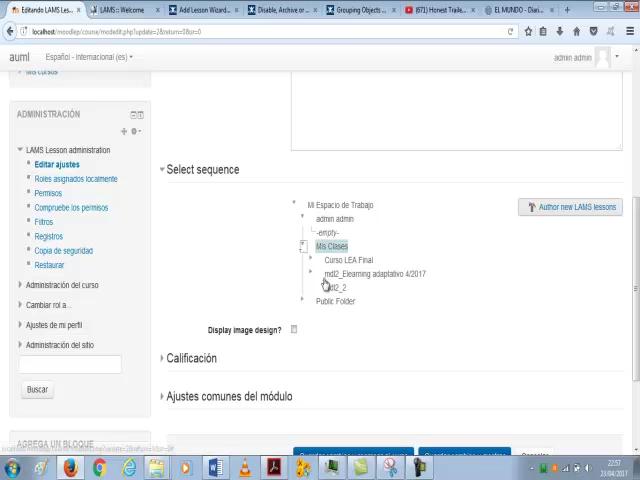 Editando LAMS Les
LAMS :: Welcome
Add Lesson Wizard
Disable, Archive or
Grouping Objects
(671) Honest Traile
EL MUNDO - Diari
localhost/moodlep/course/modedit.php?update=2&return=0&sr=0
Buscar
auml
Español - Internacional (es)
admin admin
Mis cursos
ADMINISTRACIÓN
LAMS Lesson administration
Editar ajustes
Roles asignados localmente
Permisos
Compruebe los permisos
Filtros
Registros
Copia de seguridad
Restaurar
Administración del curso
Cambiar rol a...
Ajustes de mi perfil
Administración del sitio
Buscar
AGREGA UN BLOQUE
Select sequence
Mi Espacio de Trabajo
Author new LAMS lessons
admin admin
-empty-
Mis Clases
Curso LEA Final
md2_Elearning adaptativo 4/2017
Public Folder
Display image design?
Calificación
Ajustes comunes del módulo
22:57
23/04/2017